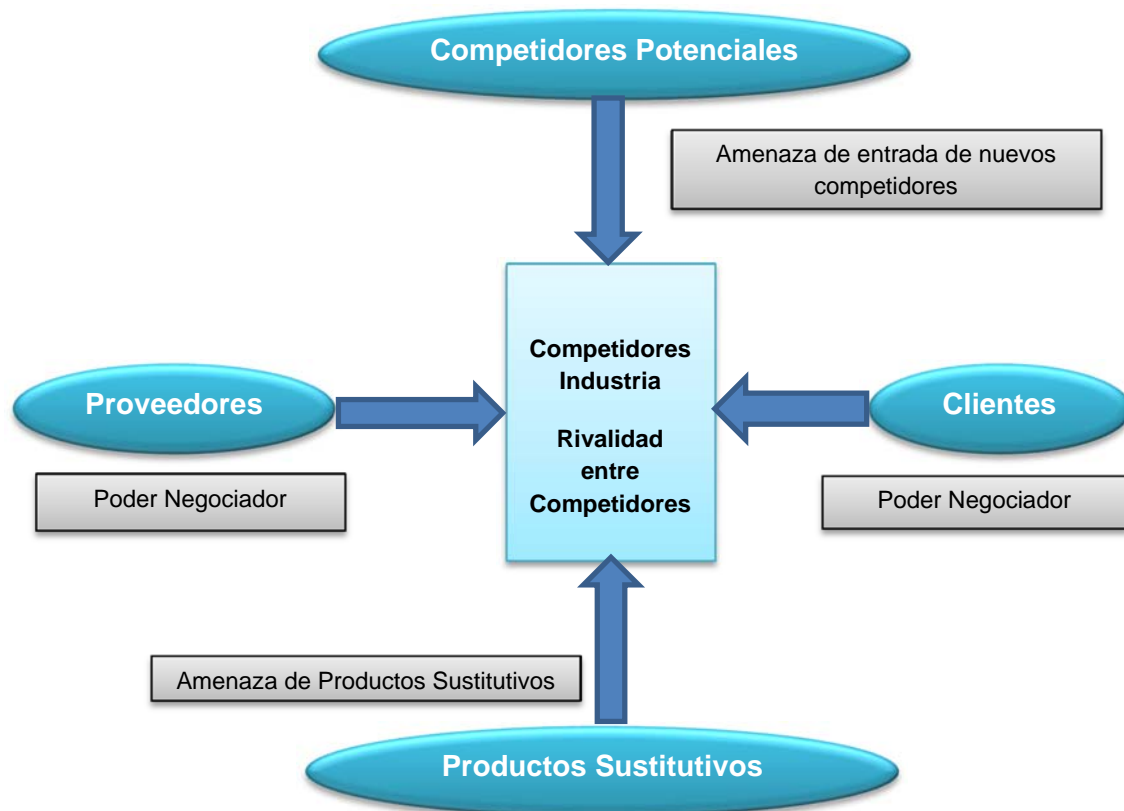 Competidores Potenciales
Amenaza de entrada de nuevos
competidores
Competidores
Industria
Rivalidad
entre
Competidores
Proveedores
Poder Negociador
Clientes
Poder Negociador
Amenaza de Productos Sustitutivos
Productos Sustitutivos